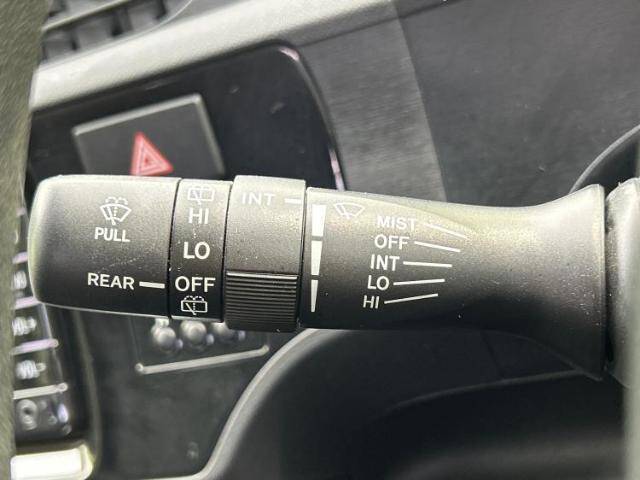 PULL
REAR
HI
LO
OFF
INT
MIST
OFF
INT
LO
HI